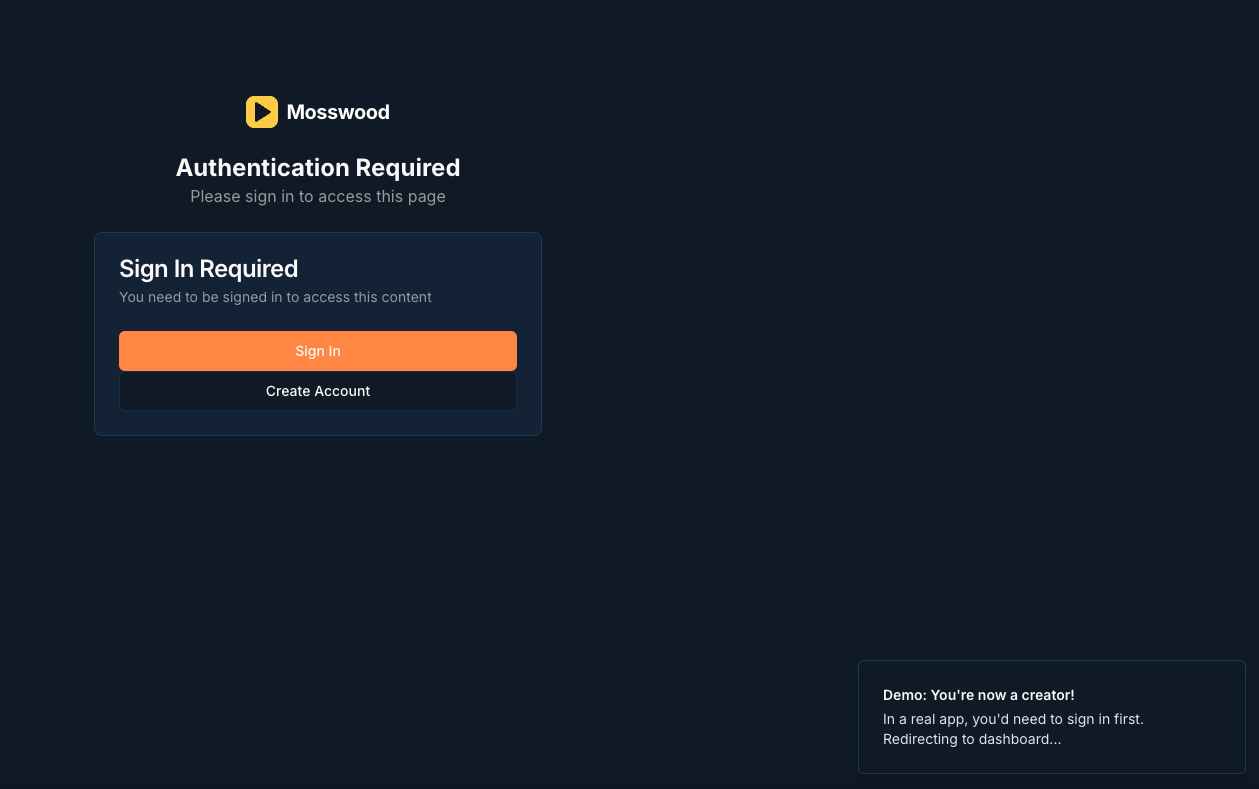 Mosswood
Authentication Required
Please sign in to access this page
Sign In Required
You need to be signed in to access this content
Sign In
Create Account
Demo: You're now a creator!
In a real app, you'd need to sign in first.
Redirecting to dashboard...